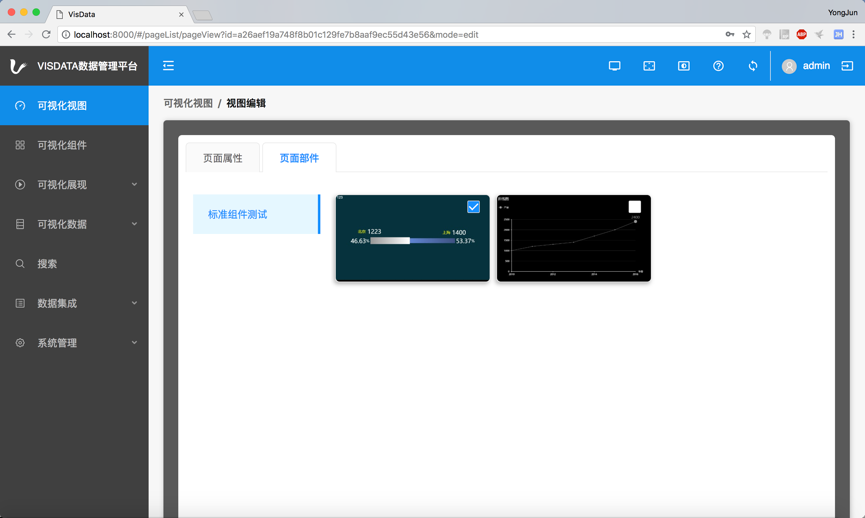 VisData
YongJun
localhost:8000/#/pageList/pageView?id=a26aef19a748f8b01c129fe7b8aaf9ec55d43e56&mode=edit
ABP
JH
VISDATA数据管理平台
admin
可视化视图
可视化组件
可视化展现
可视化数据
搜索
数据集成
系统管理
可视化视图 / 视图编辑
页面属性
页面部件
标准组件测试
北京 1223
上海 1400
46.63%
53.37%